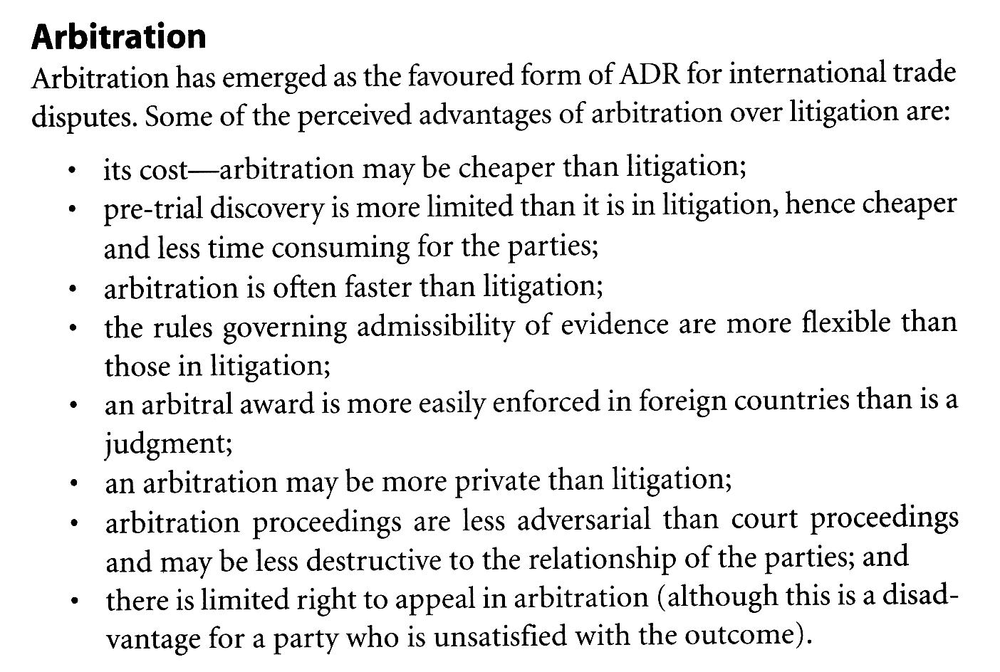 Arbitration
Arbitration has emerged as the favoured form of ADR for international trade
disputes. Some of the perceived advantages of arbitration over litigation are:
• its cost—arbitration may be cheaper than litigation;
• pre-trial discovery is more limited than it is in litigation, hence cheaper
and less time consuming for the parties;
• arbitration is often faster than litigation;
• the rules governing admissibility of evidence are more flexible than
those in litigation;
• an arbitral award is more easily enforced in foreign countries than is a
judgment;
• an arbitration may be more private than litigation;
• arbitration proceedings are less adversarial than court proceedings
and may be less destructive to the relationship of the parties; and
• there is limited right to appeal in arbitration (although this is a disad-
vantage for a party who is unsatisfied with the outcome).